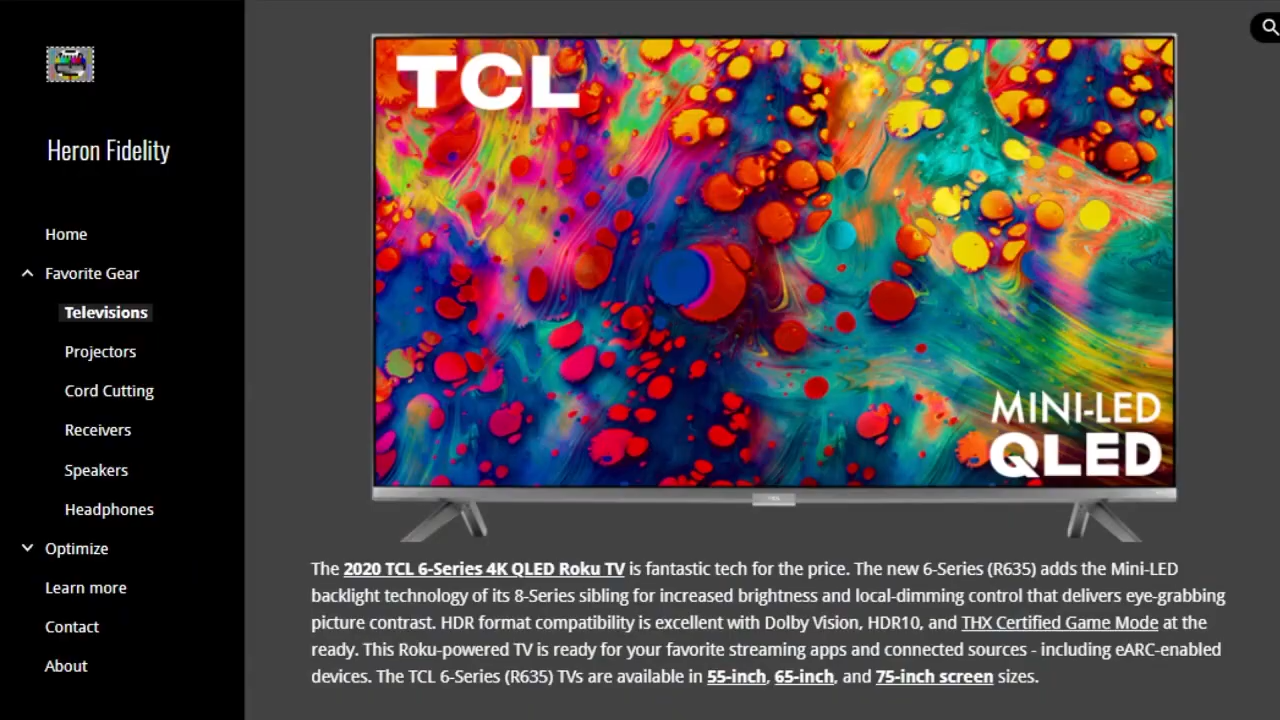 Heron Fidelity
Home
Favorite Gear
Televisions
Projectors
Cord Cutting
Receivers
Speakers
Headphones
Optimize
Learn more
Contact
About
TCL
MINI-LED
QLED
TCL
The 2020 TCL 6-Series 4K QLED Roku TV is fantastic tech for the price. The new 6-Series (R635) adds the Mini-LED
backlight technology of its 8-Series sibling for increased brightness and local-dimming control that delivers eye-grabbing
picture contrast. HDR format compatibility is excellent with Dolby Vision, HDR10, and THX Certified Game Mode at the
ready. This Roku-powered TV is ready for your favorite streaming apps and connected sources - including eARC-enabled
devices. The TCL 6-Series (R635) TVs are available in 55-inch, 65-inch, and 75-inch screen sizes.